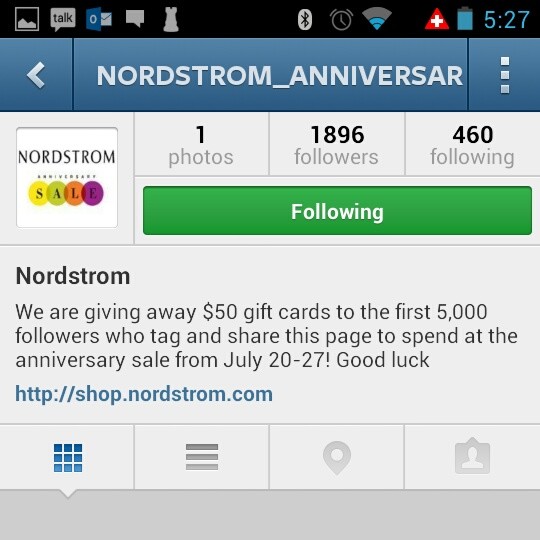 talk
5:27
NORDSTROM_ANNIVERSAR
NORDSTROM
ANNIVERSARY
SALE
1
photos
1896
followers
460
following
Following
Nordstrom
We are giving away $50 gift cards to the first 5,000
followers who tag and share this page to spend at the
anniversary sale from July 20-27! Good luck
http://shop.nordstrom.com